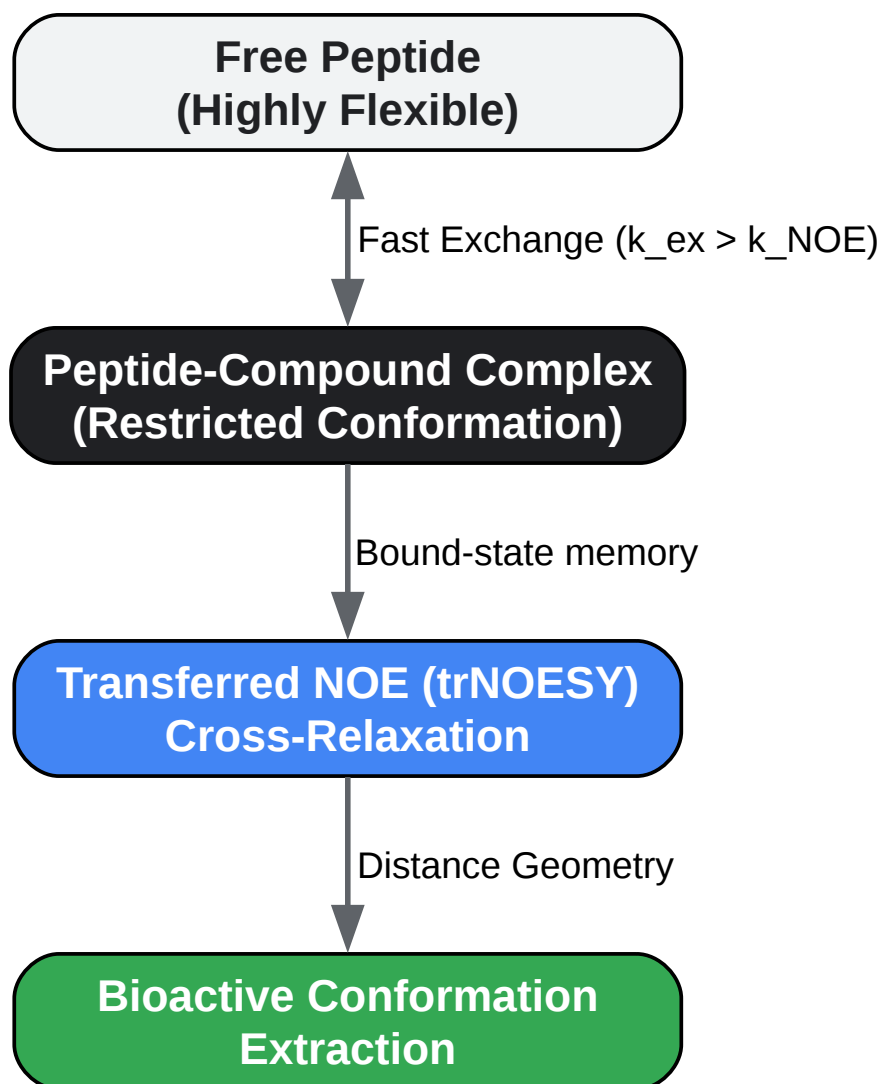 Free Peptide
(Highly Flexible)
Fast Exchange (k_ex > k_NOE)
Peptide-Compound Complex
(Restricted Conformation)
Bound-state memory
Transferred NOE (trNOESY)
Cross-Relaxation
Distance Geometry
Bioactive Conformation
Extraction